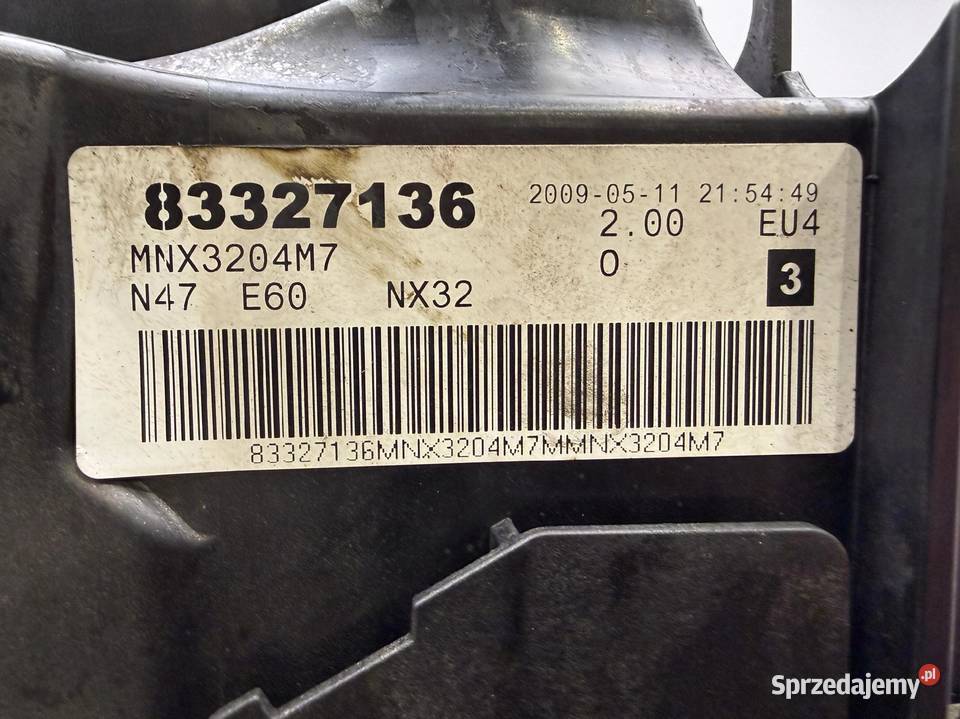 83327136 2009-05-11 21:54:49
2.00 EU4
MNX3204M7 0 3
N47 E60 NX32
83327136MNX3204M7MMNX3204M7
Sprzedajemy.pl